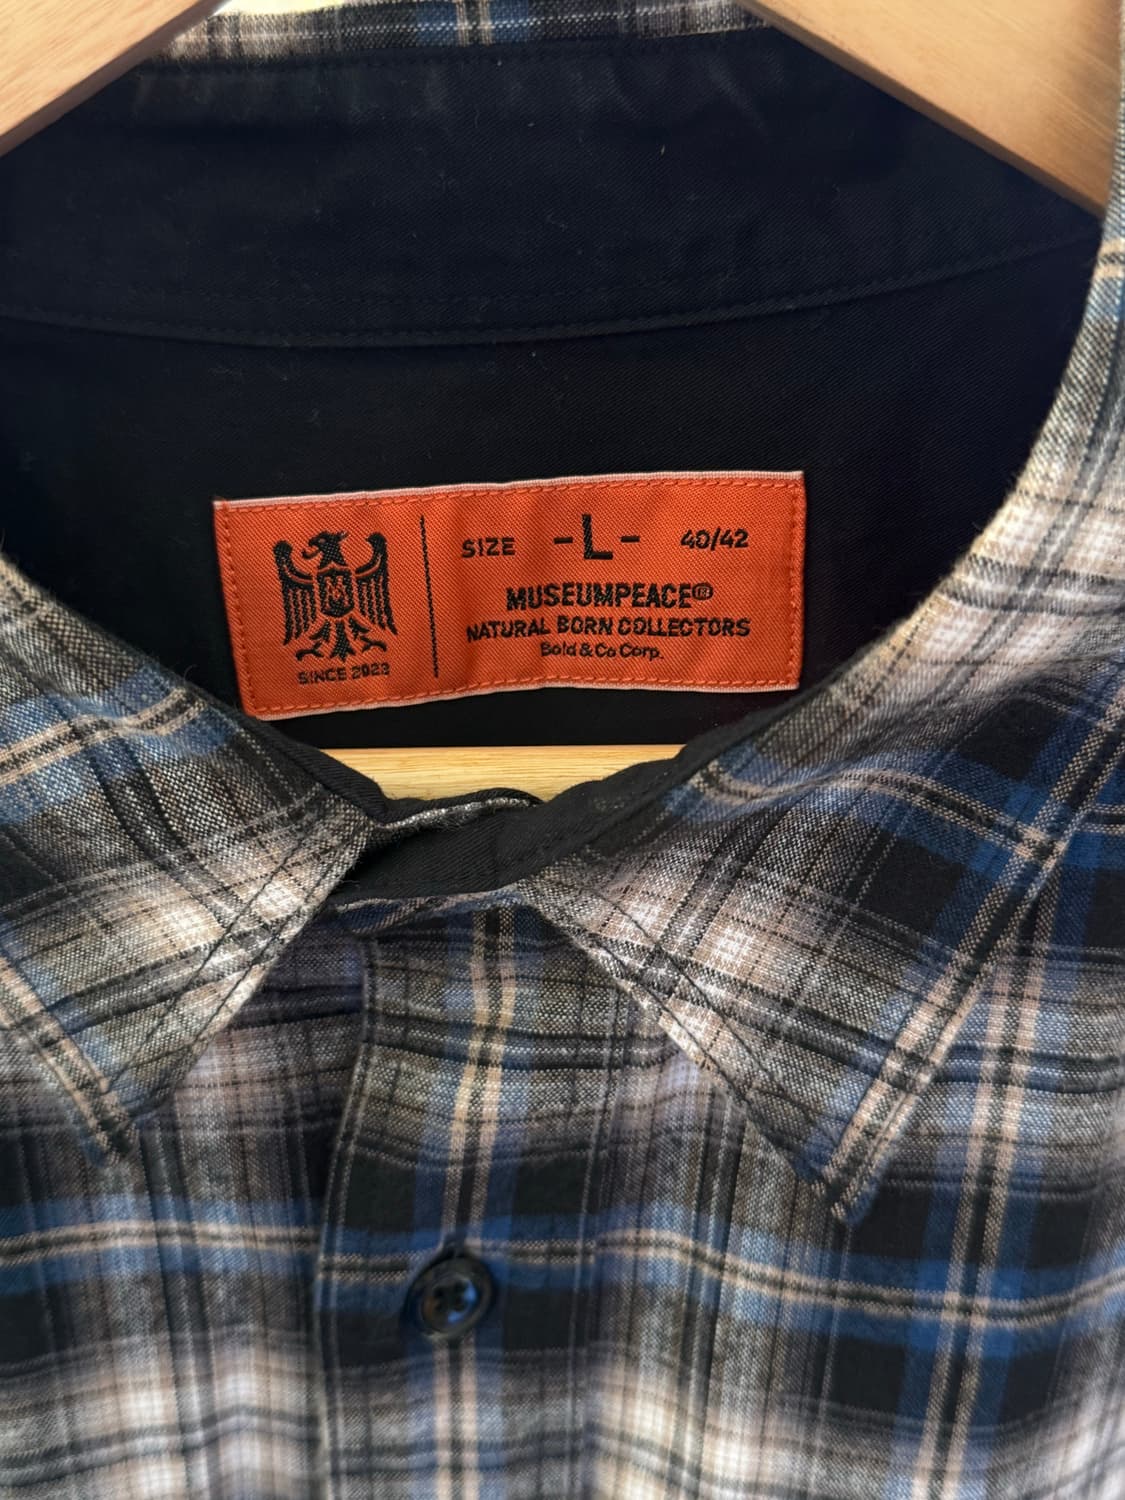 SIZE -L- 40/42
MUSEUMPEACE®
NATURAL BORN COLLECTORS
Bold & Co Corp.
SINCE 2023